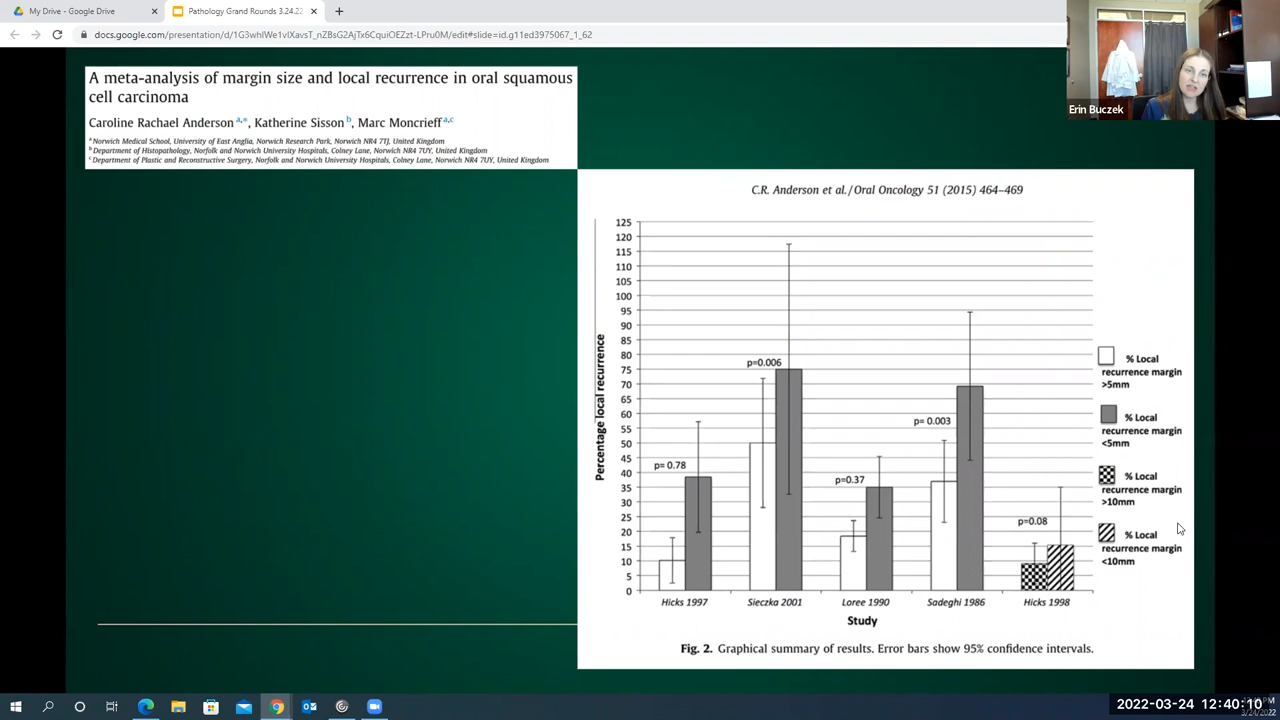 My Drive - Google Drive
Pathology Grand Rounds 3.24.22
docs.google.com/presentation/d/1G3whIWe1vIXavsT_nZBsG2AjTx6CquiOEZzt-LPru0M/edit#slide=id.g11ed3975067_1_62
Erin Buczek
A meta-analysis of margin size and local recurrence in oral squamous
cell carcinoma
Caroline Rachael Anderson a,*, Katherine Sisson b, Marc Moncrieff a,c
a Norwich Medical School, University of East Anglia, Norwich Research Park, Norwich NR4 7TJ, United Kingdom
b Department of Histopathology, Norfolk and Norwich University Hospitals, Colney Lane, Norwich NR4 7UY, United Kingdom
c Department of Plastic and Reconstructive Surgery, Norfolk and Norwich University Hospitals, Colney Lane, Norwich NR4 7UY, United Kingdom
C.R. Anderson et al. / Oral Oncology 51 (2015) 464–469
125
120
115
110
105
100
95
90
85
80
75
70
65
60
55
50
45
40
35
30
25
20
15
10
5
0
Percentage local recurrence
p= 0.78
p=0.006
p=0.37
p= 0.003
p=0.08
Hicks 1997
Sieczka 2001
Loree 1990
Sadeghi 1986
Hicks 1998
Study
% Local
recurrence margin
>5mm
% Local
recurrence margin
<5mm
% Local
recurrence margin
>10mm
% Local
recurrence margin
<10mm
Fig. 2. Graphical summary of results. Error bars show 95% confidence intervals.
2022-03-24 12:40:10
3/24/2022